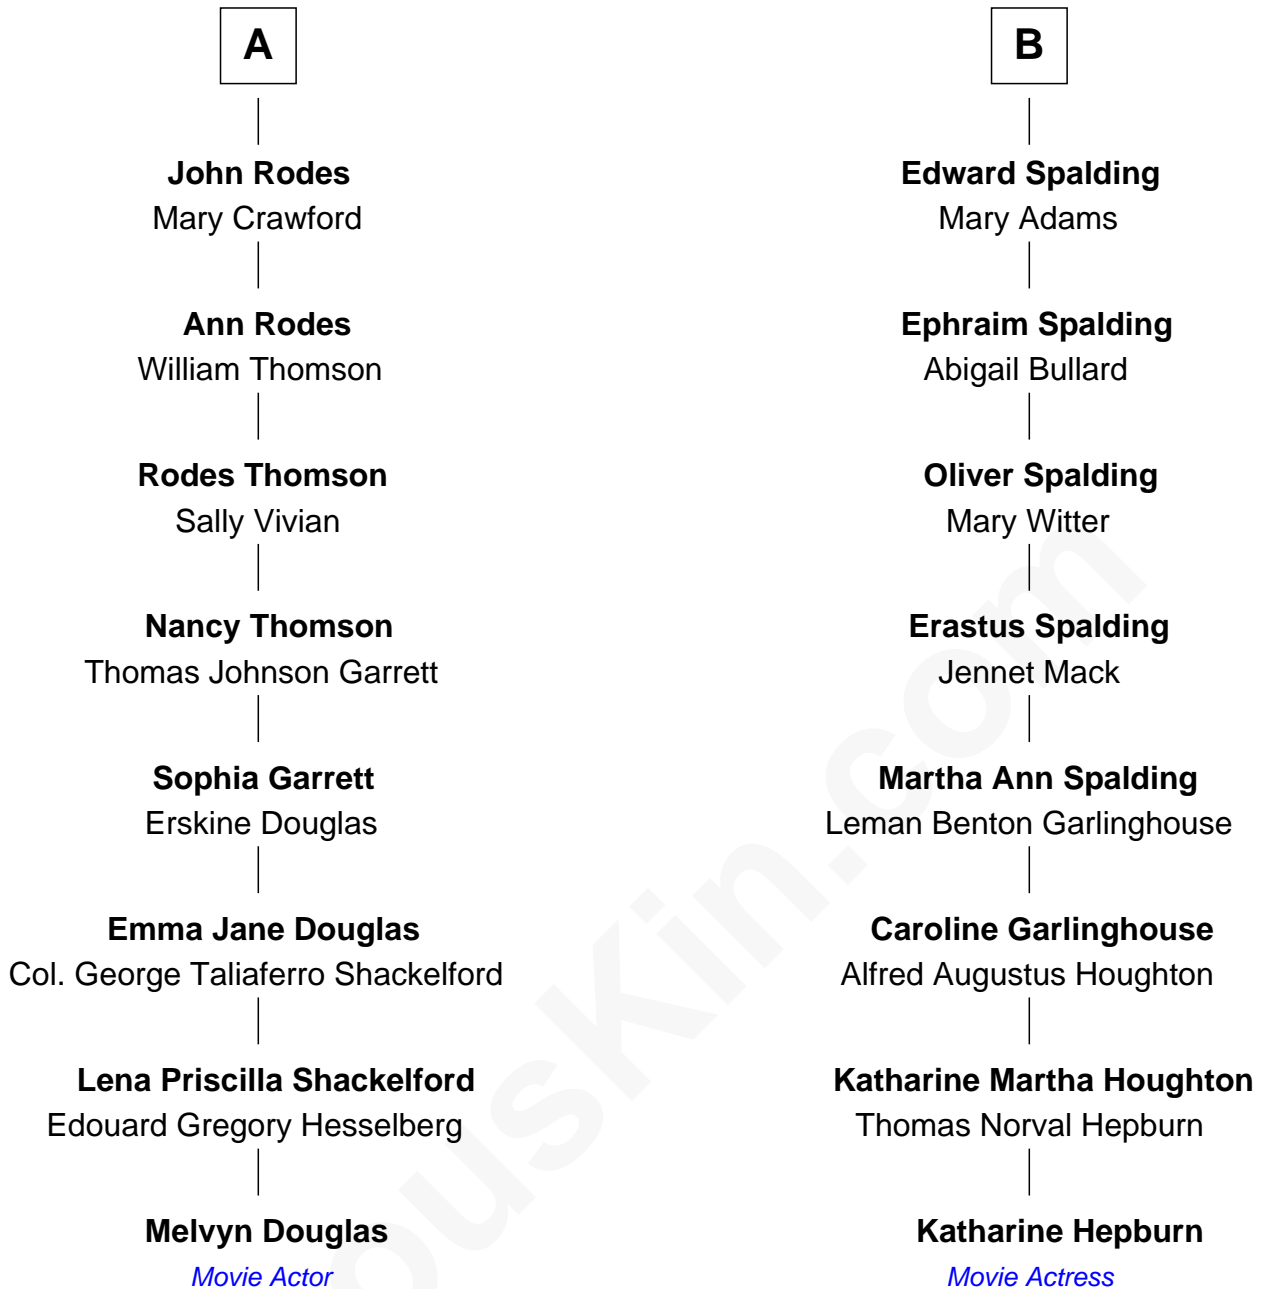 A
John Rodes
Mary Crawford
Ann Rodes
William Thomson
Rodes Thomson
Sally Vivian
Nancy Thomson
Thomas Johnson Garrett
Sophia Garrett
Erskine Douglas
Emma Jane Douglas
Col. George Taliaferro Shackelford
Lena Priscilla Shackelford
Edouard Gregory Hesselberg
Melvyn Douglas
Movie Actor
B
Edward Spalding
Mary Adams
Ephraim Spalding
Abigail Bullard
Oliver Spalding
Mary Witter
Erastus Spalding
Jennet Mack
Martha Ann Spalding
Leman Benton Garlinghouse
Caroline Garlinghouse
Alfred Augustus Houghton
Katharine Martha Houghton
Thomas Norval Hepburn
Katharine Hepburn
Movie Actress
ousKin.com